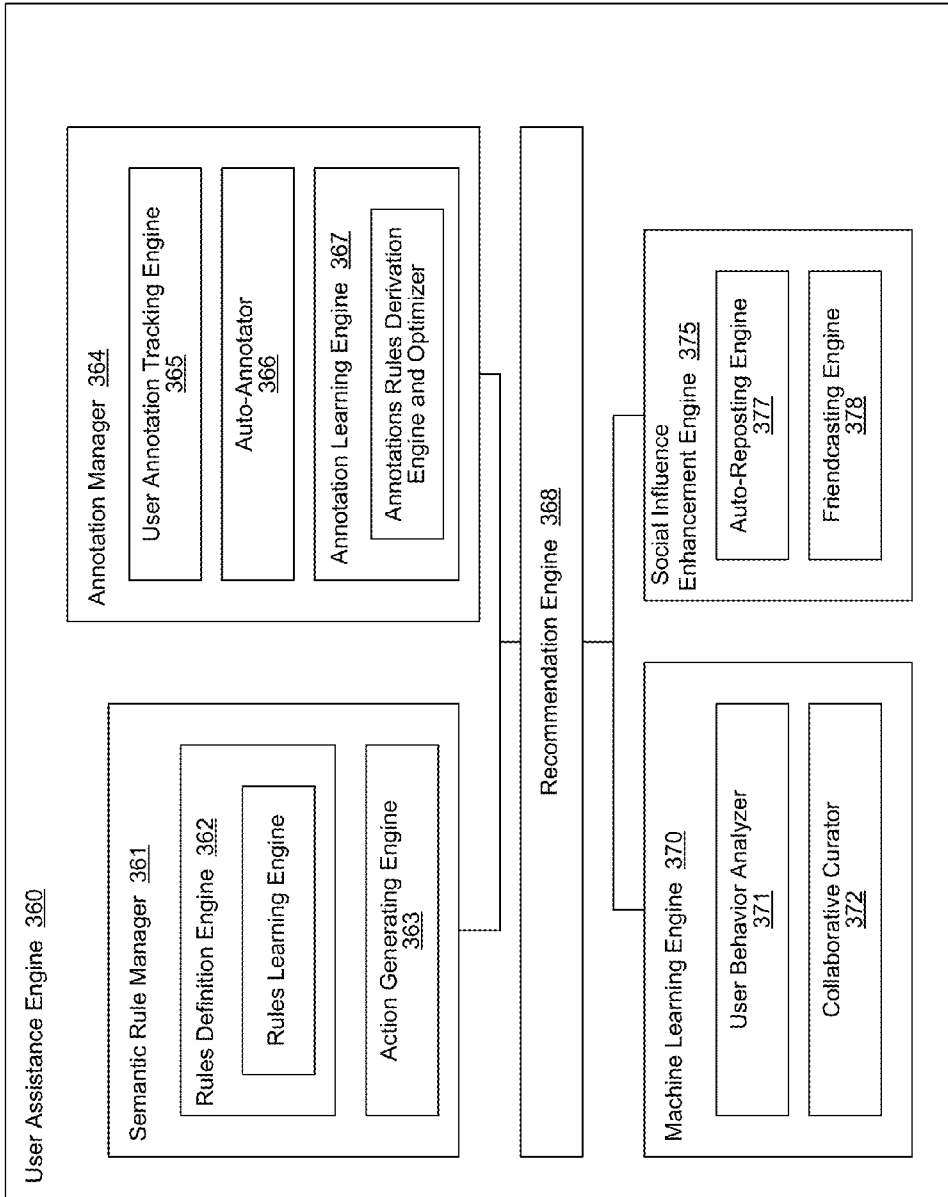 User Assistance Engine 360
Semantic Rule Manager 361
Rules Definition Engine 362
Rules Learning Engine
Action Generating Engine
363
Annotation Manager 364
User Annotation Tracking Engine
365
Auto-Annotator
366
Annotation Learning Engine 367
Annotations Rules Derivation
Engine and Optimizer
Recommendation Engine 368
Machine Learning Engine 370
User Behavior Analyzer
371
Collaborative Curator
372
Social Influence
Enhancement Engine 375
Auto-Reposting Engine
377
Friendcasting Engine
378